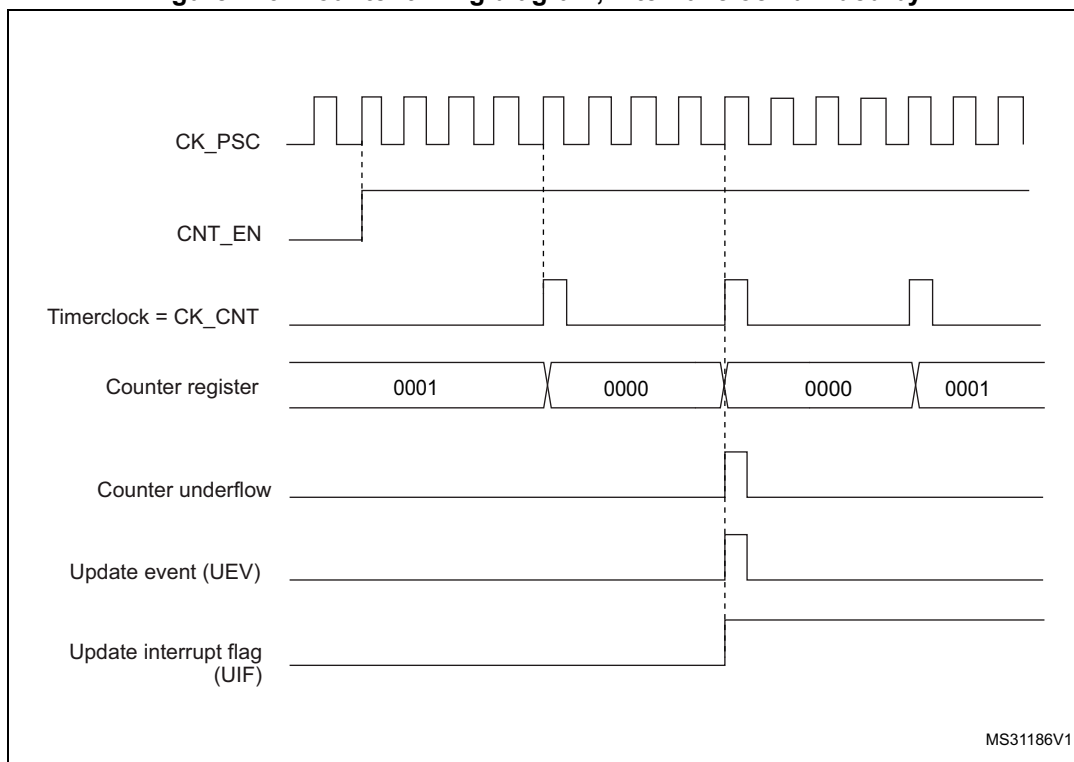 CK_PSC
CNT_EN
Timerclock = CK_CNT
Counter register
0001
0000
0000
0001
Counter underflow
Update event (UEV)
Update interrupt flag
(UIF)
MS31186V1